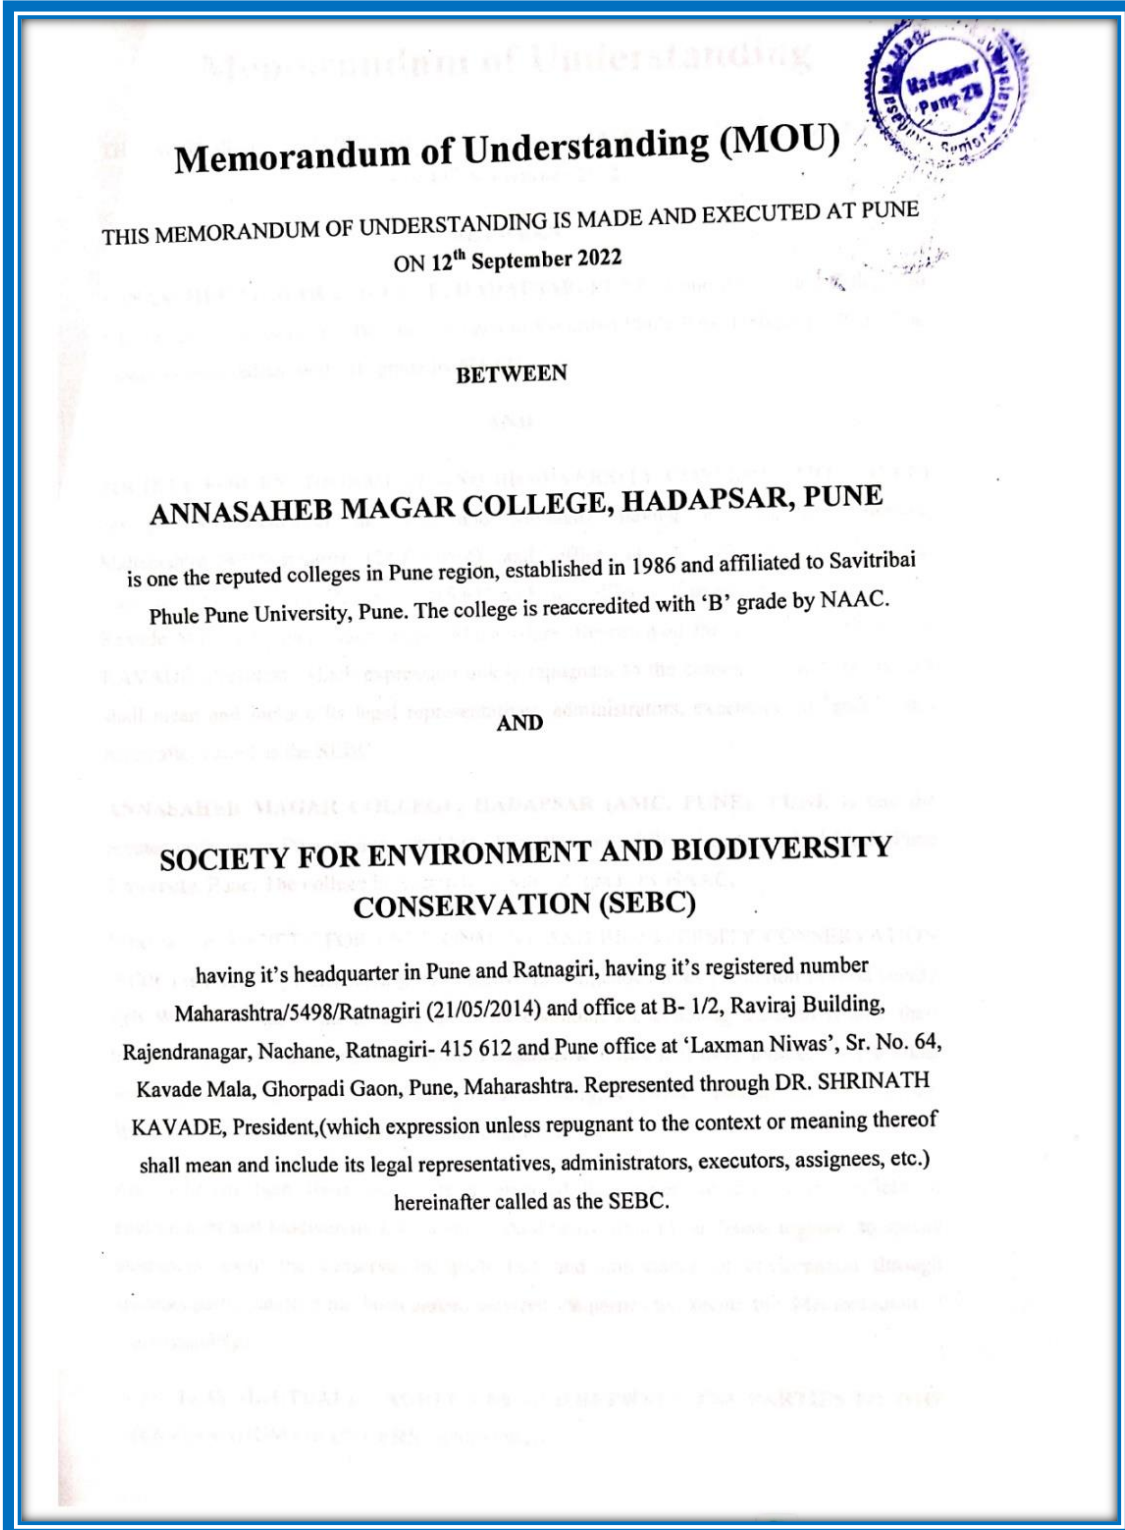 Hadapsar
Pune-28
Memorandum of Understanding (MOU)
THIS MEMORANDUM OF UNDERSTANDING IS MADE AND EXECUTED AT PUNE
ON 12th September 2022
BETWEEN
ANNASAHEB MAGAR COLLEGE, HADAPSAR, PUNE
is one the reputed colleges in Pune region, established in 1986 and affiliated to Savitribai
Phule Pune University, Pune. The college is reaccredited with ‘B’ grade by NAAC.
AND
SOCIETY FOR ENVIRONMENT AND BIODIVERSITY
CONSERVATION (SEBC)
having it’s headquarter in Pune and Ratnagiri, having it’s registered number
Maharashtra/5498/Ratnagiri (21/05/2014) and office at B- 1/2, Raviraj Building,
Rajendranagar, Nachane, Ratnagiri- 415 612 and Pune office at ‘Laxman Niwas’, Sr. No. 64,
Kavade Mala, Ghorpadi Gaon, Pune, Maharashtra. Represented through DR. SHRINATH
KAVADE, President,(which expression unless repugnant to the context or meaning thereof
shall mean and include its legal representatives, administrators, executors, assignees, etc.)
hereinafter called as the SEBC.